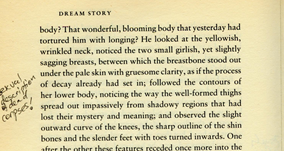 DREAM STORY
body? That wonderful, blooming body that yesterday had
tortured him with longing? He looked at the yellowish,
wrinkled neck, noticed the two small girlish, yet slightly
sagging breasts, between which the breastbone stood out
under the pale skin with gruesome clarity, as if the process
of decay already had set in; followed the contours of
her lower body, noticing the way the well-formed thighs
spread out impassively from shadowy regions that had
lost their mystery and meaning; and observed the slight
outward curve of the knees, the sharp outline of the shin
bones and the slender feet with toes turned inwards. One
after the other these features receded once more into the
sexual
description
of a
corpse!